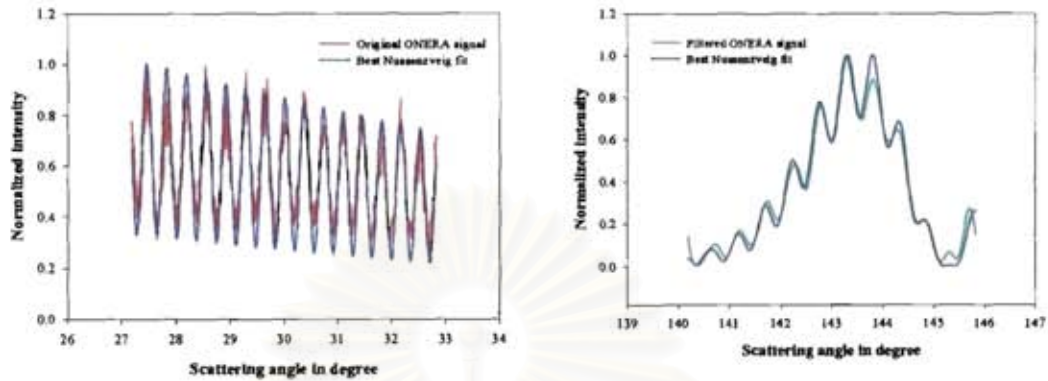 1.2
1.0
0.8
0.6
0.4
0.2
0.0
26 27 28 29 30 31 32 33 34
Normalized Intensity
Scattering angle in degree
Original ONERA signal
Best Nussenzveig fit
1.2
1.0
0.8
0.6
0.4
0.2
0.0
139 140 141 142 143 144 145 146 147
Normalized Intensity
Scattering angle in degree
Filtered ONERA signal
Best Nussenzveig fit